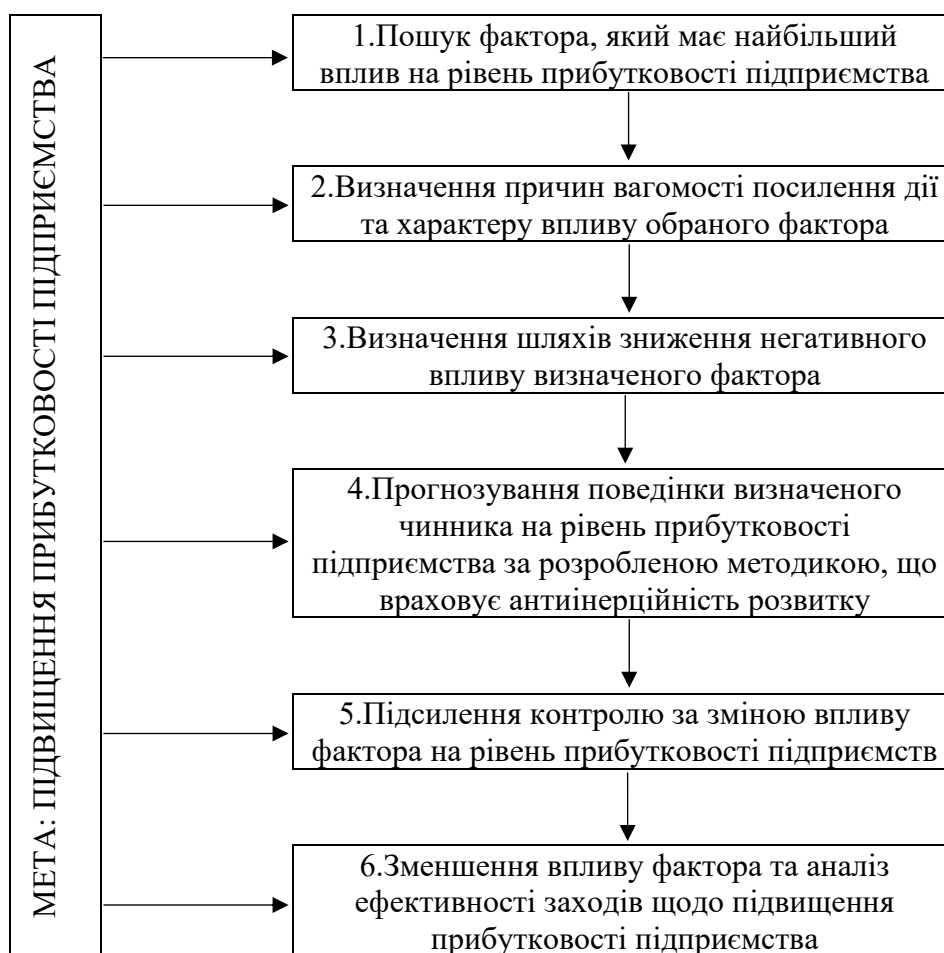 МЕТА: ПІДВИЩЕННЯ ПРИБУТКОВОСТІ ПІДПРИЄМСТВА
1.Пошук фактора, який має найбільший
вплив на рівень прибутковості підприємства
2.Визначення причин вагомості посилення дії
та характеру впливу обраного фактора
3.Визначення шляхів зниження негативного
впливу визначеного фактора
4.Прогнозування поведінки визначеного
чинника на рівень прибутковості
підприємства за розробленою методикою, що
враховує антиінерційність розвитку
5.Підсилення контролю за зміною впливу
фактора на рівень прибутковості підприємств
6.Зменшення впливу фактора та аналіз
ефективності заходів щодо підвищення
прибутковості підприємства